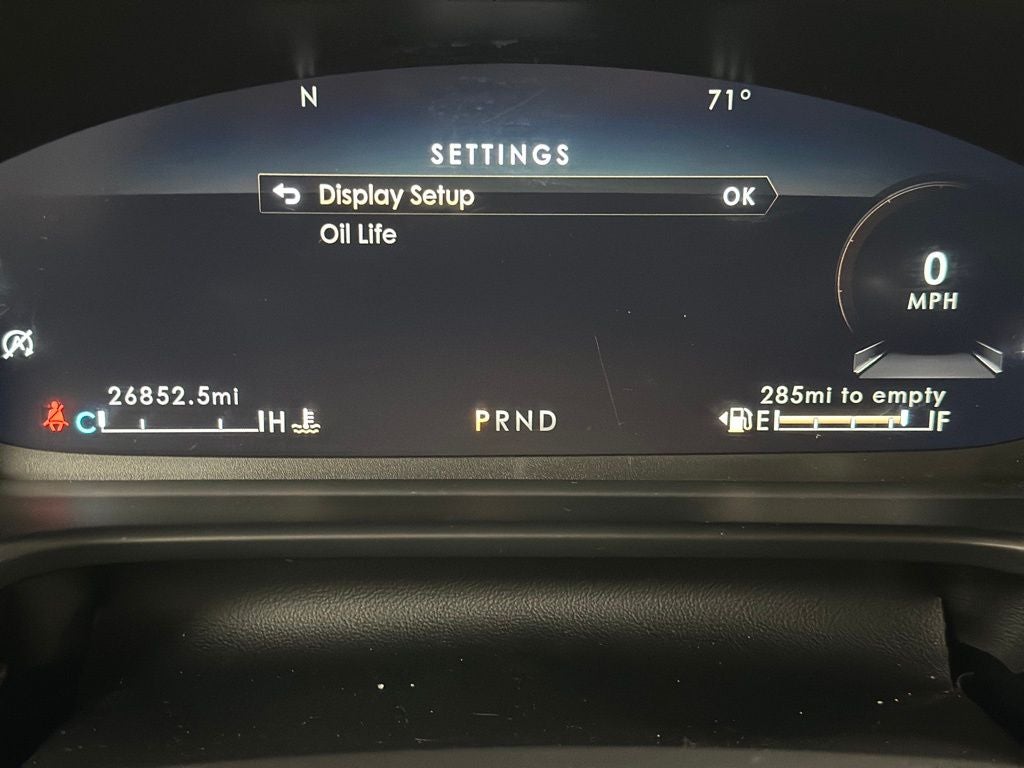 N
71°
SETTINGS
Display Setup OK
Oil Life
0
MPH
A
26852.5mi
285mi to empty
C H
PRND
E F